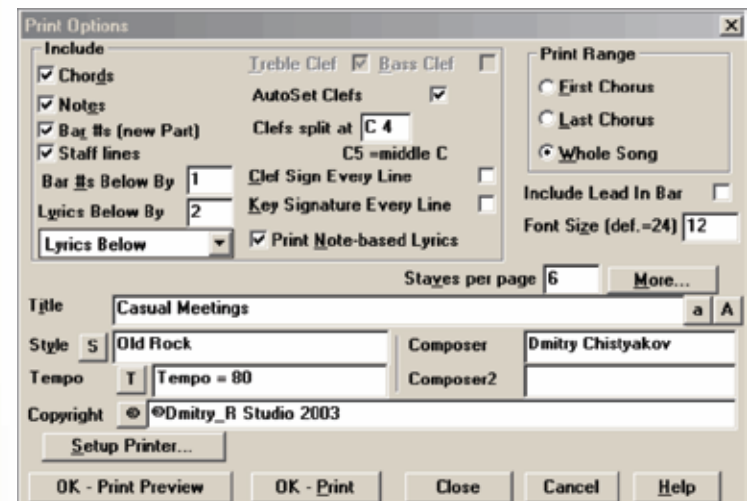 Print Options
Include
Chords
Notes
Bar #s (new Part)
Staff lines
Bar #s Below By 1
Lyrics Below By 2
Lyrics Below
Treble Clef Bass Clef
AutoSet Clefs
Clefs split at C 4
C5 =middle C
Clef Sign Every Line
Key Signature Every Line
Print Note-based Lyrics
Print Range
First Chorus
Last Chorus
Whole Song
Include Lead In Bar
Font Size (def.=24) 12
Staves per page 6 More...
Title Casual Meetings a A
Style S Old Rock Composer Dmitry Chistyakov
Tempo T Tempo = 80 Composer2
Copyright © ©Dmitry_R Studio 2003
Setup Printer...
OK - Print Preview OK - Print Close Cancel Help